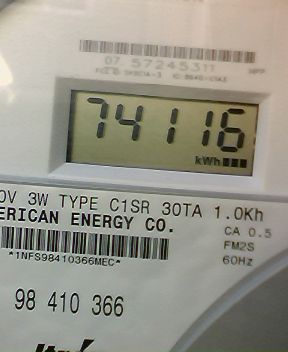 07 57245311
74116
kWh
0V 3W TYPE C1SR 30TA 1.0Kh
ERICAN ENERGY CO.
CA 0.5
FM2S
60Hz
*1NFS98410366MEC*
98 410 366